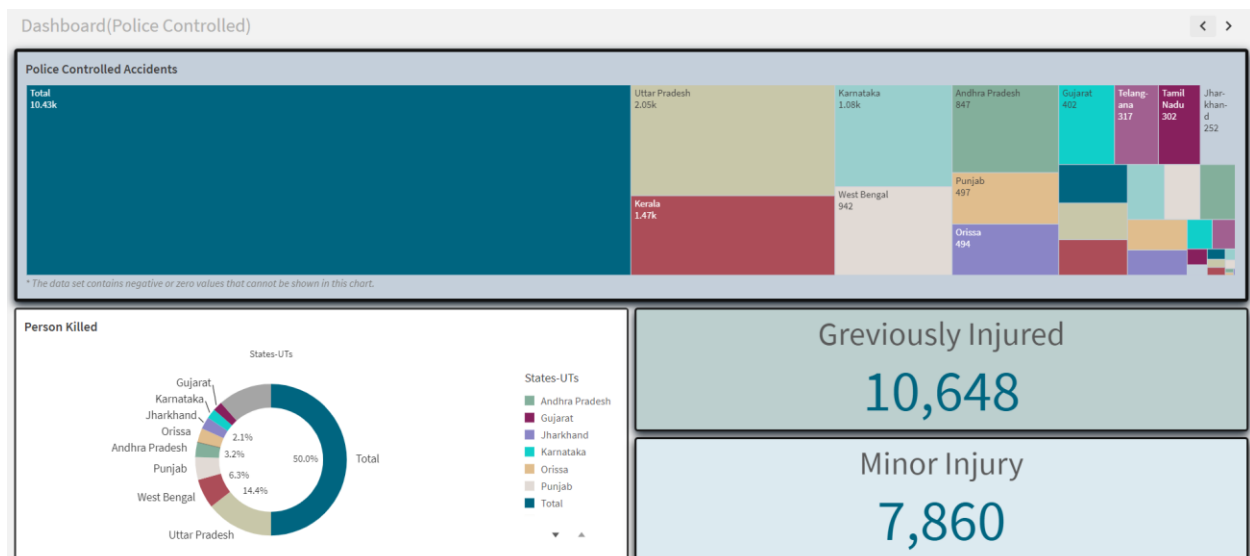 Dashboard(Police Controlled)
Police Controlled Accidents
Total
10.43k
Uttar Pradesh
2.05k
Kerala
1.47k
Karnataka
1.08k
West Bengal
942
Andhra Pradesh
847
Punjab
497
Orissa
494
Gujarat
402
Telang-
ana
317
Tamil
Nadu
302
Jhar-
khan-
d
252
* The data set contains negative or zero values that cannot be shown in this chart.
Person Killed
States-UTs
Gujarat
Karnataka
Jharkhand
Orissa
Andhra Pradesh
Punjab
West Bengal
Uttar Pradesh
2.1%
3.2%
6.3%
14.4%
50.0%
Total
States-UTs
Andhra Pradesh
Gujarat
Jharkhand
Karnataka
Orissa
Punjab
Total
Greviously Injured
10,648
Minor Injury
7,860